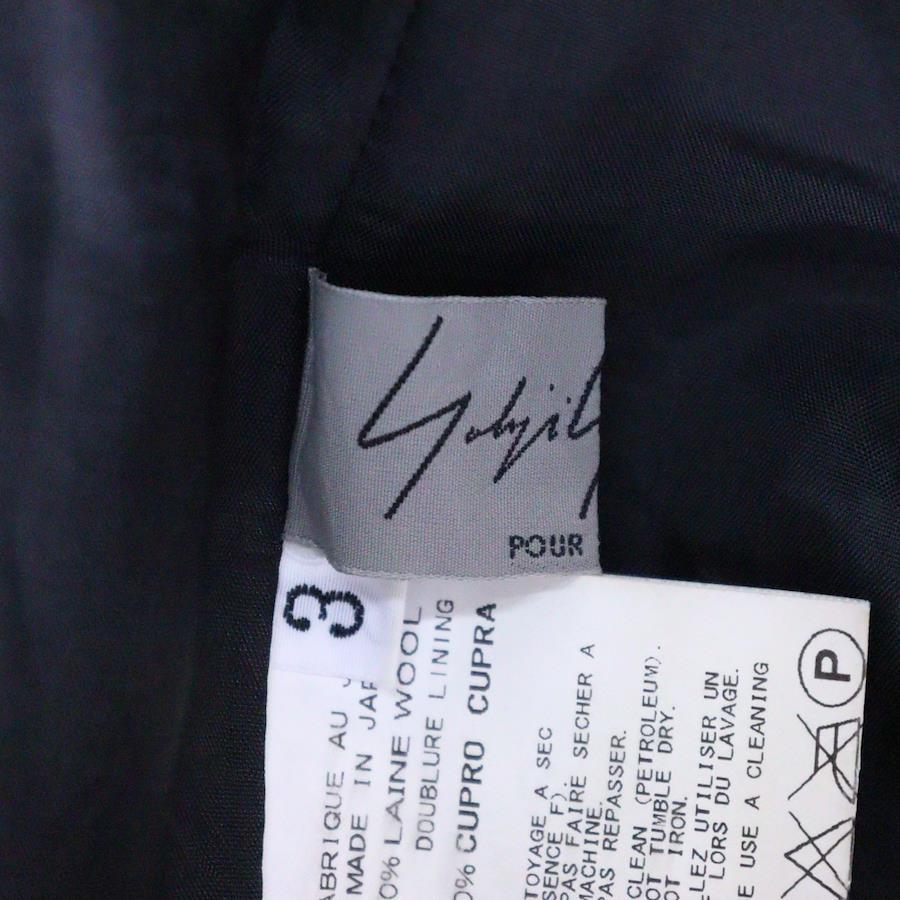 Yohji Y
POUR
3
ABRIQUE AU J
MADE IN JAP
0% LAINE WOOL
DOUBLURE LINING
0% CUPRO CUPRA
TOYAGE A SEC
SENCE F).
PAS FAIRE SECHER A
MACHINE.
PAS REPASSER.
CLEAN (PETROLEUM).
OT TUMBLE DRY.
OT IRON.
LEZ UTILISER UN
LORS DU LAVAGE.
E USE A CLEANING
P